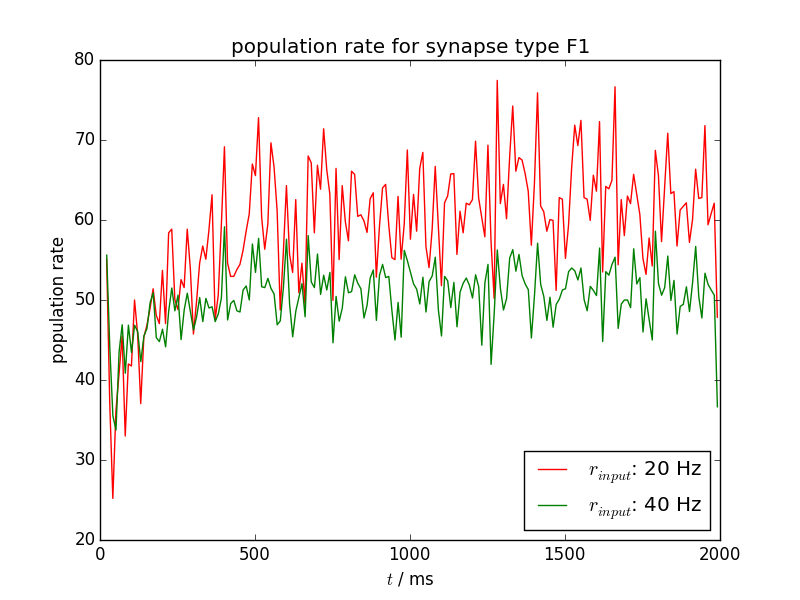 population rate for synapse type F1
80
70
60
50
40
30
20
population rate
0
500
1000
1500
2000
t / ms
r_input: 20 Hz
r_input: 40 Hz